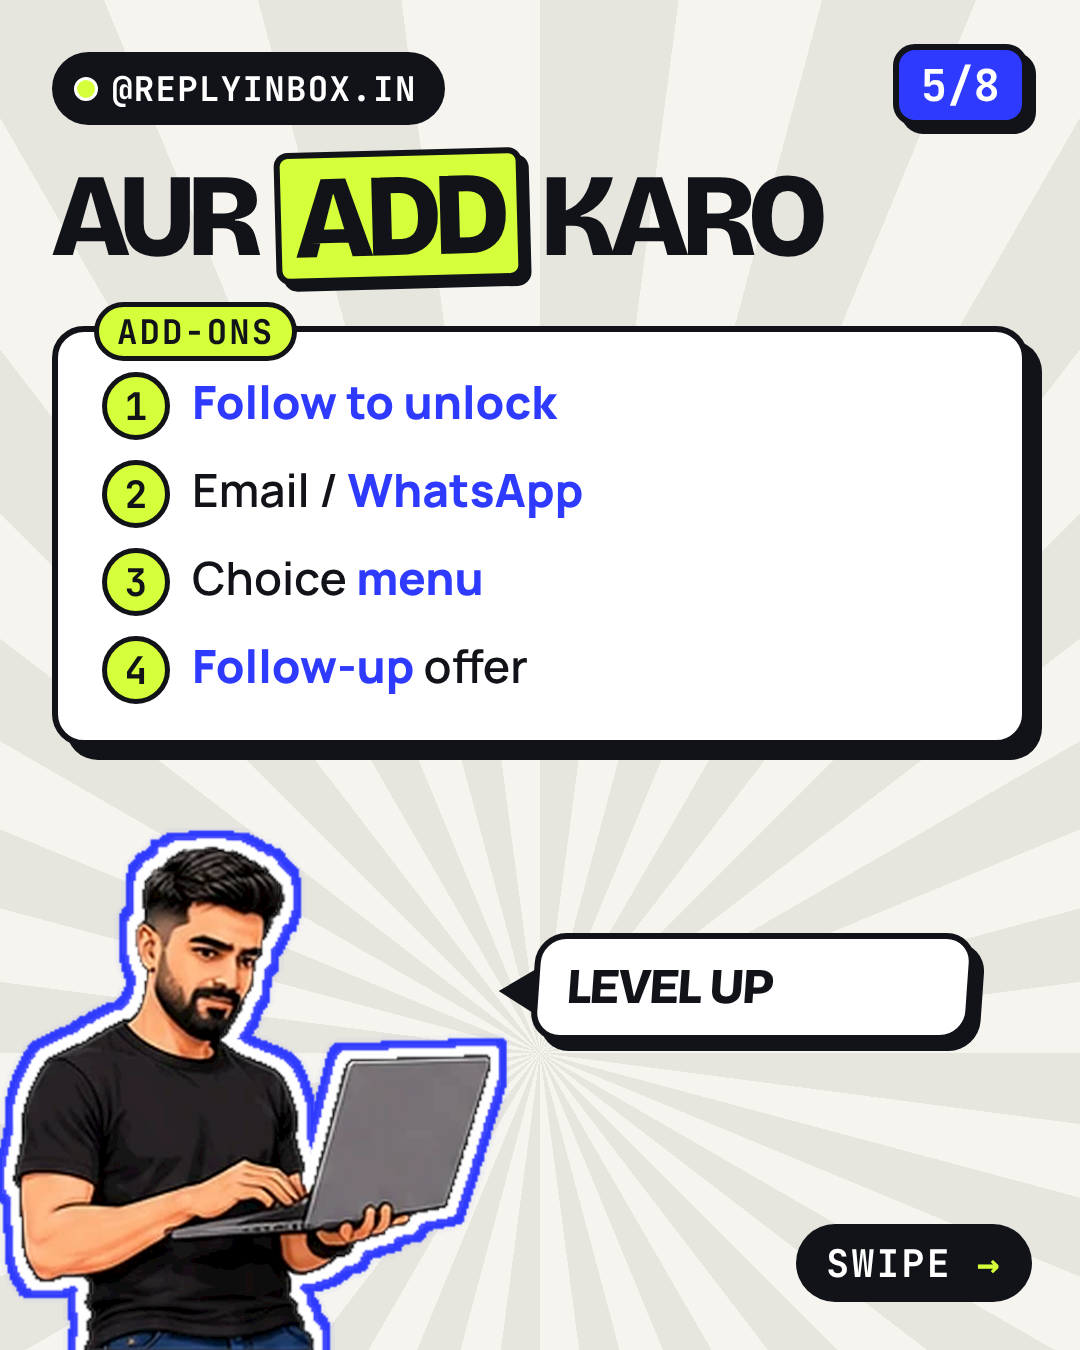 @REPLYINBOX.IN
5/8
AUR ADD KARO
ADD-ONS
1 Follow to unlock
2 Email / WhatsApp
3 Choice menu
4 Follow-up offer
LEVEL UP
SWIPE →